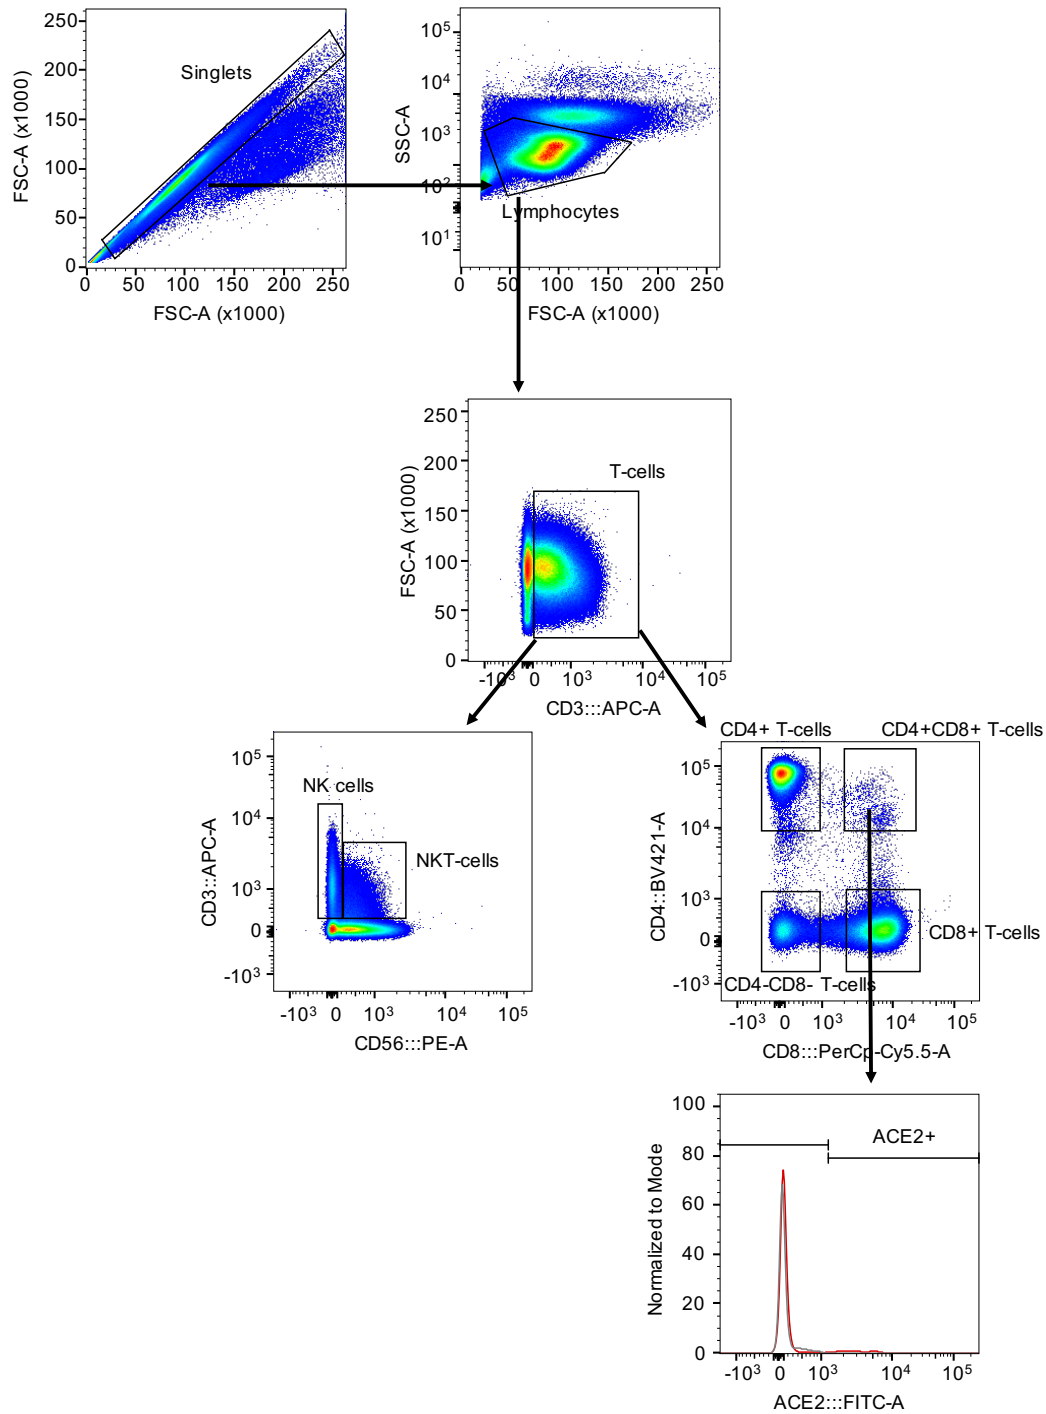 Singlets
FSC-A (x1000)
250
200
150
100
50
0
0 50 100 150 200 250
FSC-A (x1000)
SSC-A
10⁵
10⁴
10³
10²
10¹
Lymphocytes
0 50 100 150 200 250
FSC-A (x1000)
T-cells
FSC-A (x1000)
250
200
150
100
50
0
-10³ 0 10³ 10⁴ 10⁵
CD3:::APC-A
NK cells
NKT-cells
CD3::APC-A
10⁵
10⁴
10³
0
-10³
-10³ 0 10³ 10⁴ 10⁵
CD56:::PE-A
CD4+ T-cells CD4+CD8+ T-cells
CD4::BV421-A
10⁵
10⁴
10³
0
-10³
CD8+ T-cells
CD4-CD8- T-cells
-10³ 0 10³ 10⁴ 10⁵
CD8:::PerCp-Cy5.5-A
ACE2+
Normalized to Mode
100
80
60
40
20
0
-10³ 0 10³ 10⁴ 10⁵
ACE2:::FITC-A